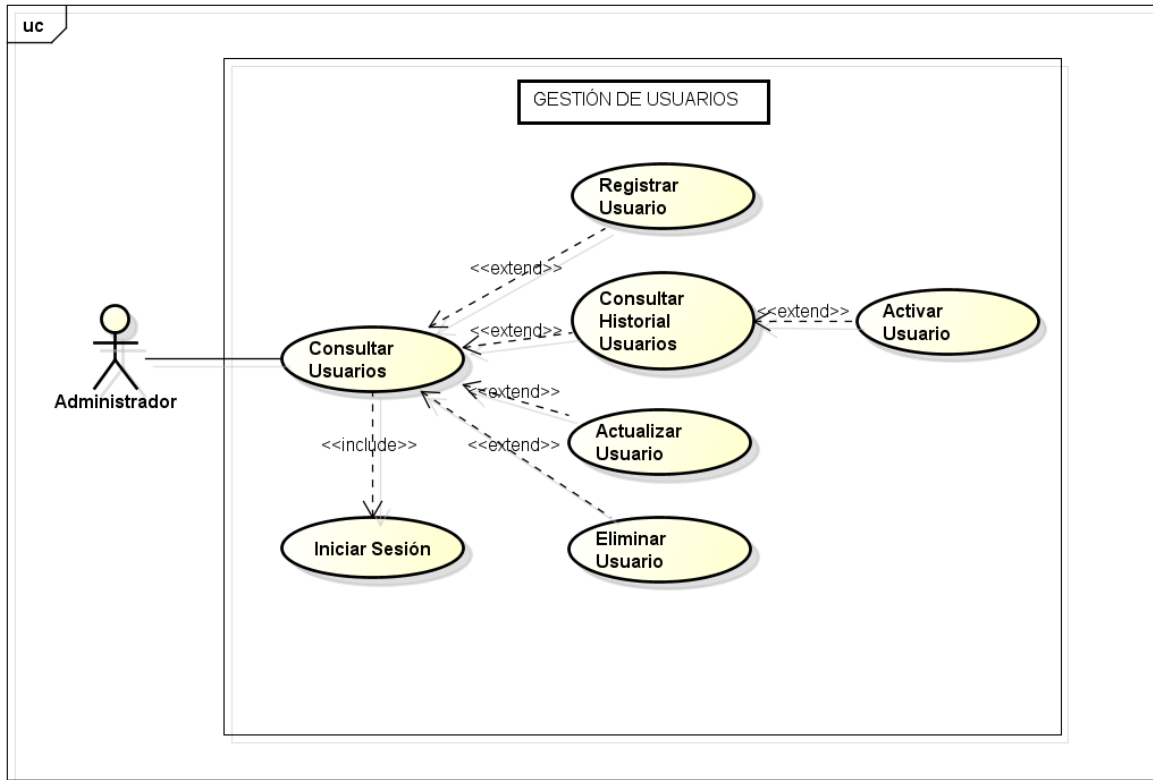 uc
GESTIÓN DE USUARIOS
Registrar
Usuario
<<extend>>
Consultar
Historial
Usuarios
<<extend>>
Activar
Usuario
<<extend>>
Consultar
Usuarios
Administrador
<<extend>>
Actualizar
Usuario
<<include>>
<<extend>>
Iniciar Sesión
Eliminar
Usuario